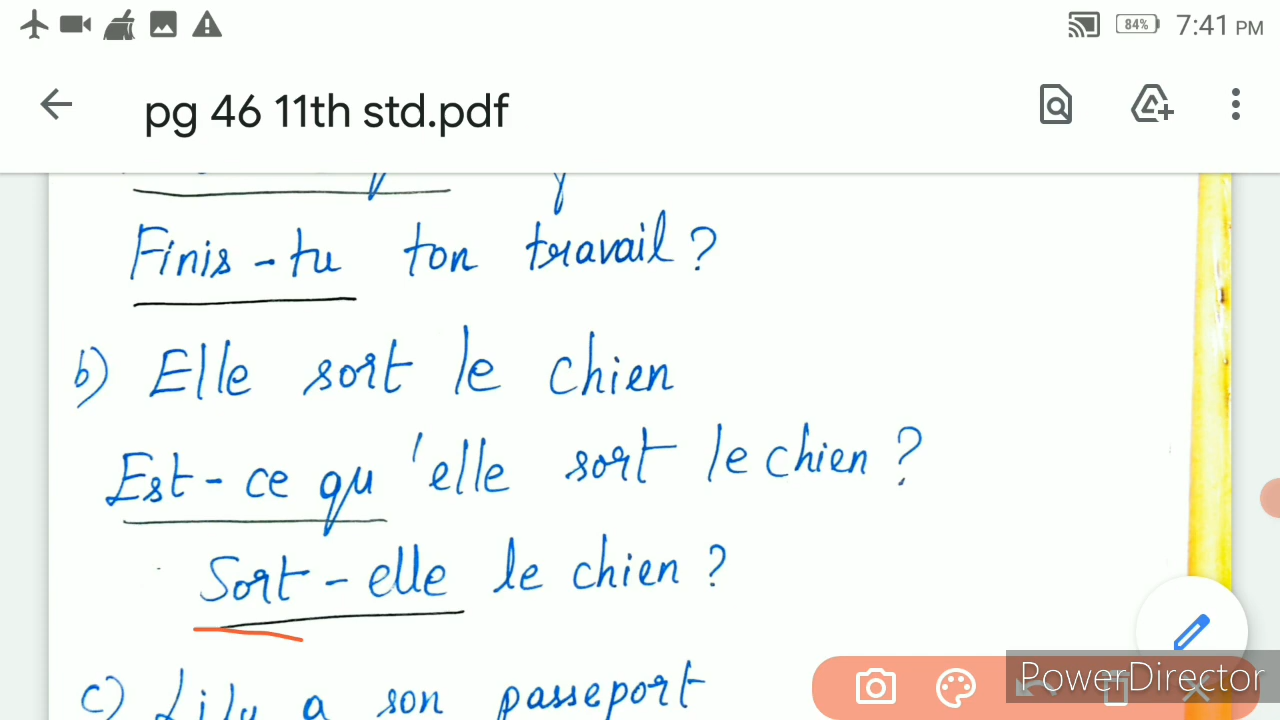 84% 7:41 PM
pg 46 11th std.pdf
Finis-tu ton travail?
b) Elle sort le chien
Est-ce qu'elle sort le chien?
Sort-elle le chien?
c) Lily a son passeport
PowerDirector